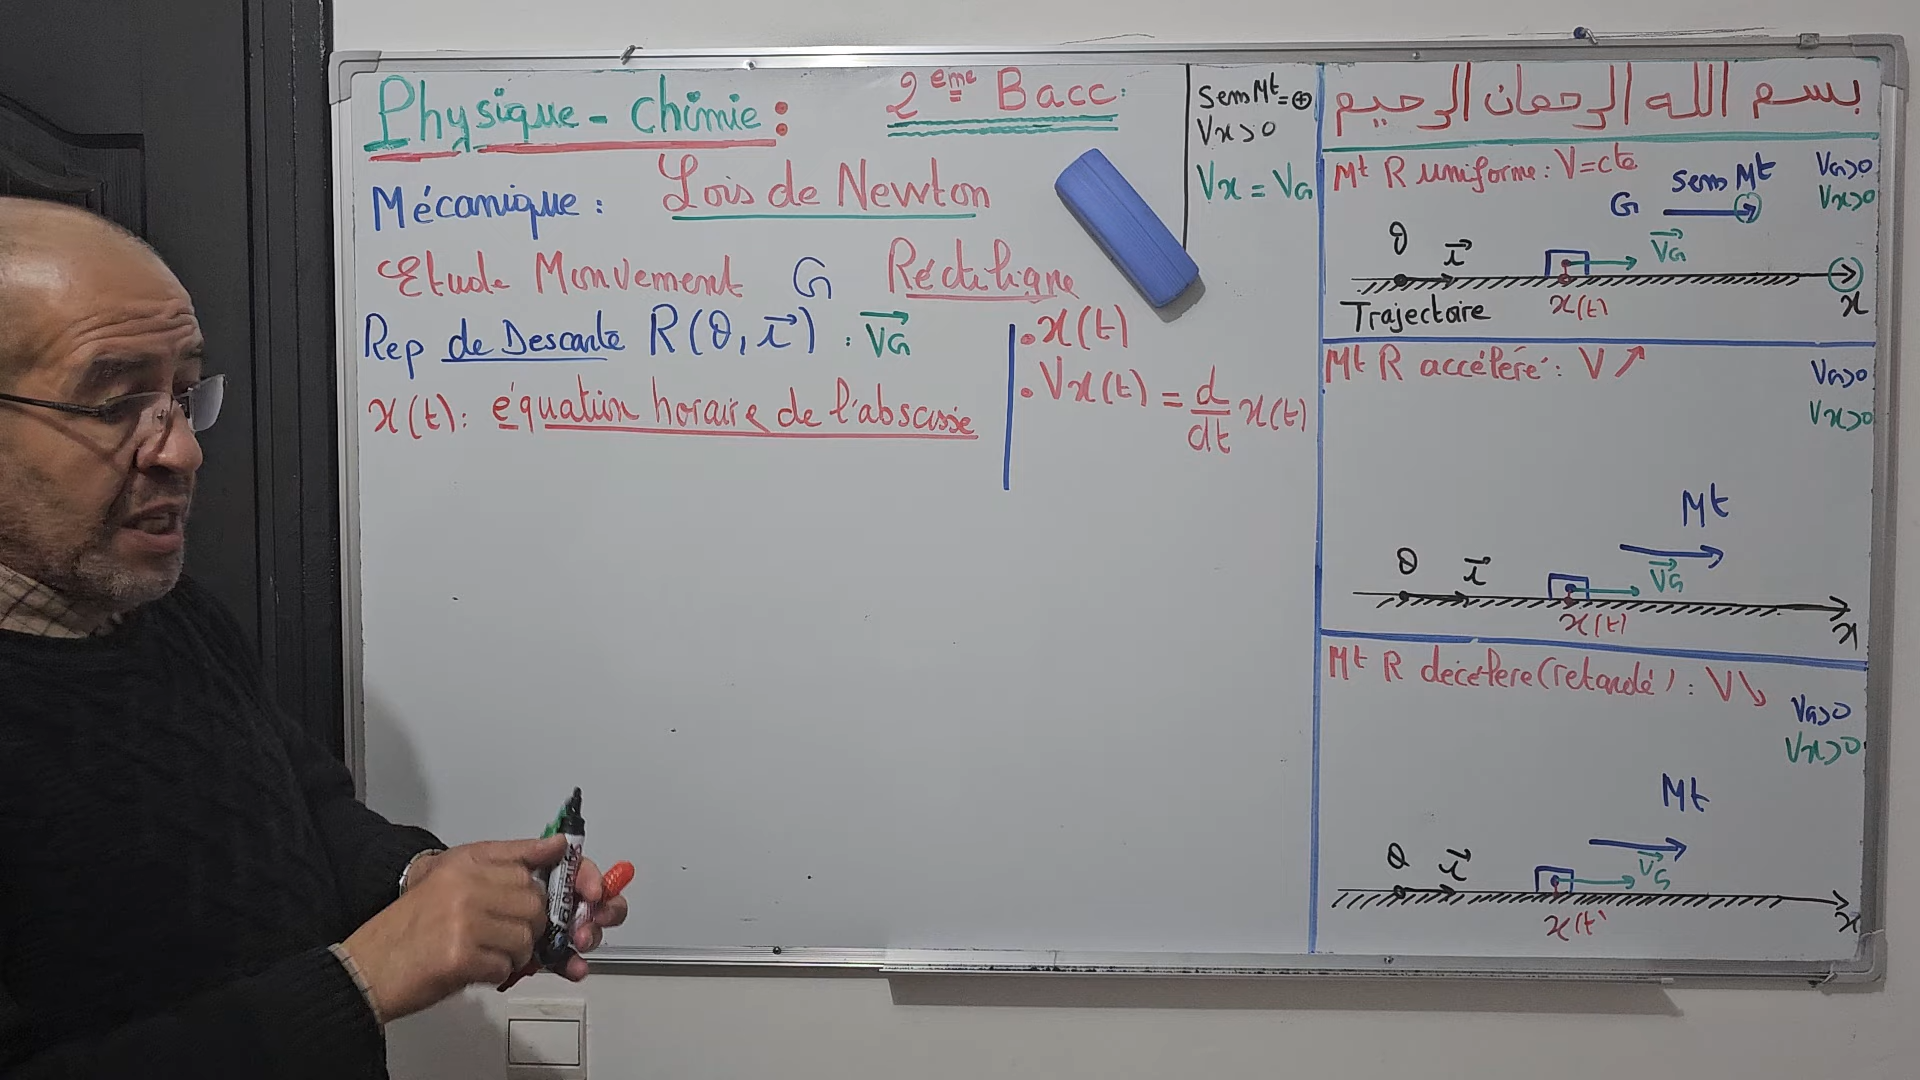 Physique - chimie : 2ème Bacc :
Mécanique : Lois de Newton
Etude Mouvement G Réctiligne
Rep de Descarte R(O, i⃗) : V⃗G
x(t) : équation horaire de l'abscisse
• x(t)
• Vx(t) = d/dt x(t)
Sens Mt = ⊕
Vx > 0
Vx = VG
بسم الله الرحمان الرحيم
Mt R uniforme : V = cte
VG > 0
Vx > 0
Sens Mt
G
O i⃗ V⃗G
x(t) x
Trajectoire
Mt R accéléré : V ↗
VG > 0
Vx > 0
Mt
O i⃗ V⃗G
x(t) x
Mt R décéléré (retardé) : V ↘
VG > 0
Vx > 0
Mt
O i⃗ V⃗G
x(t) x